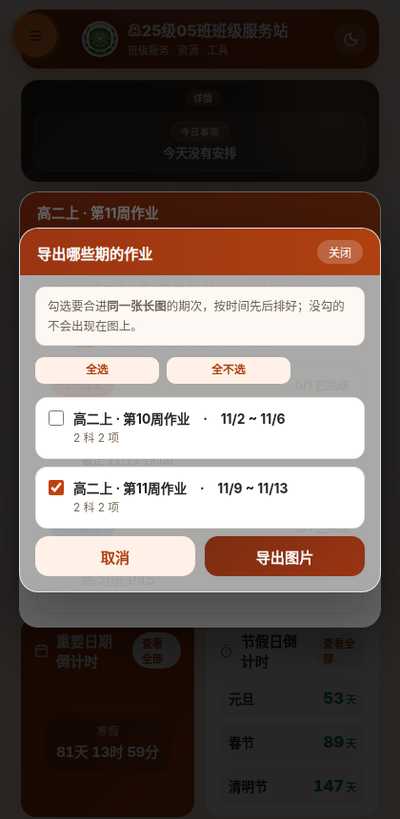 25级05班班级服务站
班级服务 资源 工具
详情
今日事项
今天没有安排
高二上 · 第11周作业
导出哪些期的作业
关闭
勾选要合进同一张长图的期次，按时间先后排好；没勾的
不会出现在图上。
全选
全不选
高二上 · 第10周作业 · 11/2 ~ 11/6
2 科 2 项
高二上 · 第11周作业 · 11/9 ~ 11/13
2 科 2 项
取消
导出图片
重要日期
倒计时
查看
全部
寒假
81天 13时 59分
节假日倒
计时
查看全
部
元旦
53 天
春节
89 天
清明节
147 天